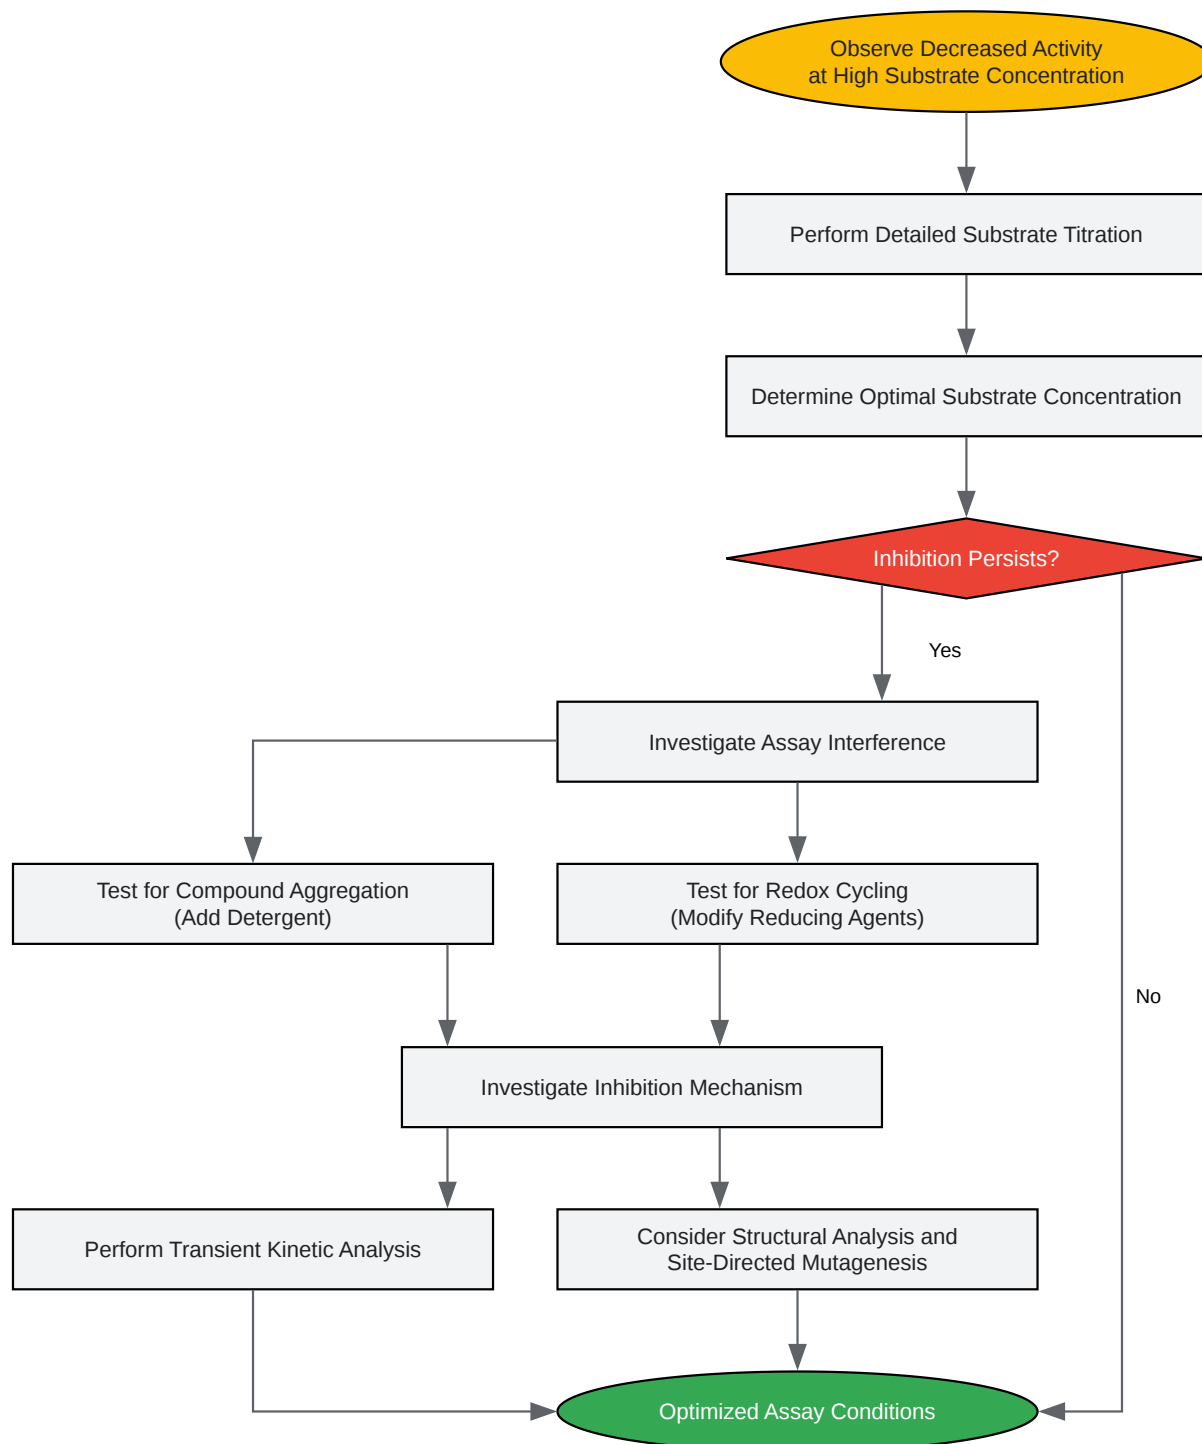 Observe Decreased Activity
at High Substrate Concentration
Perform Detailed Substrate Titration
Determine Optimal Substrate Concentration
Inhibition Persists?
Yes
Investigate Assay Interference
Test for Compound Aggregation
(Add Detergent)
Test for Redox Cycling
(Modify Reducing Agents)
No
Investigate Inhibition Mechanism
Perform Transient Kinetic Analysis
Consider Structural Analysis and
Site-Directed Mutagenesis
Optimized Assay Conditions